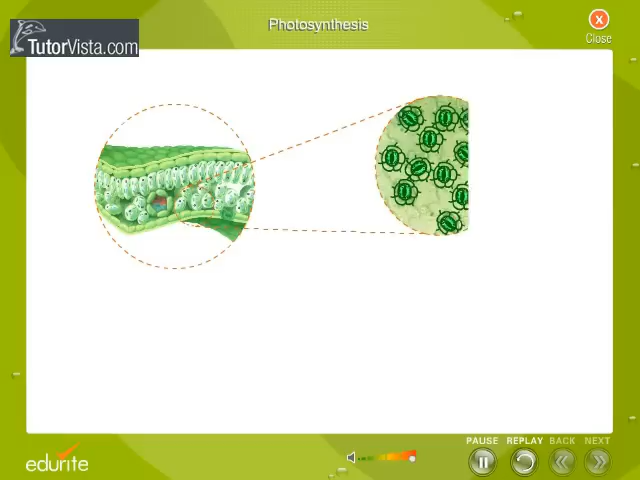 Photosynthesis
TutorVista.com
x
Close
PAUSE REPLAY BACK NEXT
edurite